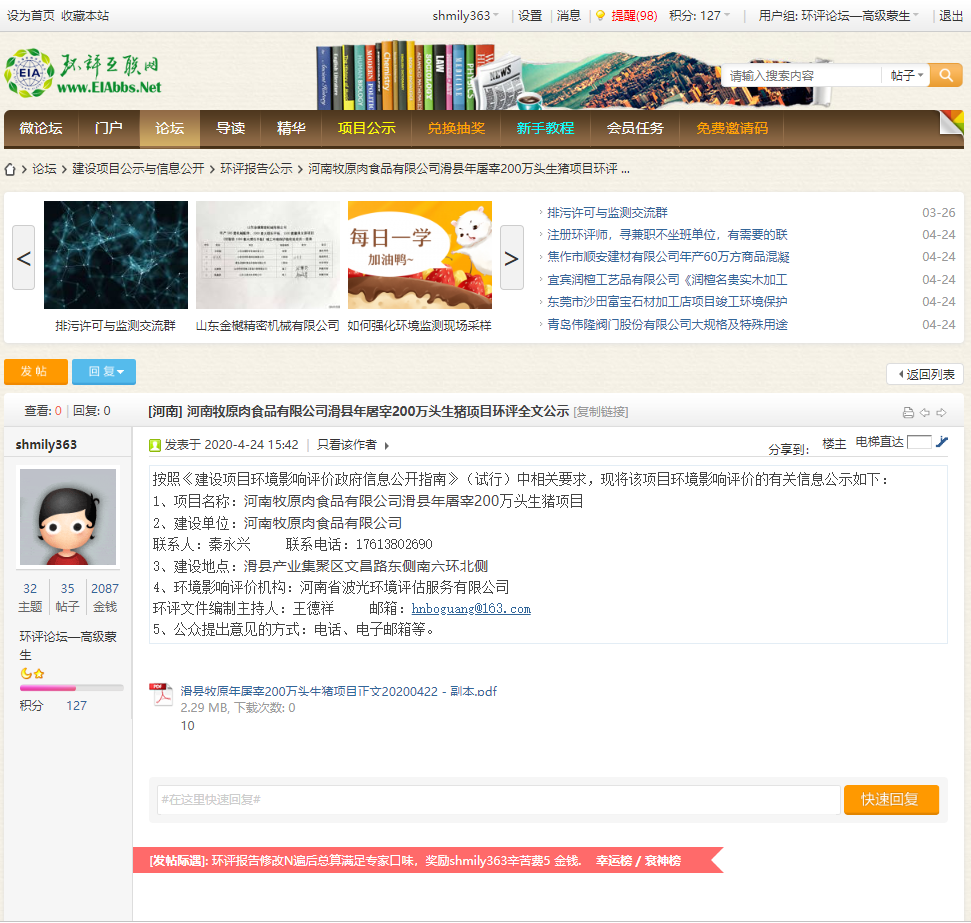 设为首页 收藏本站
shmily363 | 设置 | 消息 | 提醒(98) 积分: 127 | 用户组: 环评论坛—高级蒙生 | 退出
EIA 环评互联网
www.EIAbbs.Net
请输入搜索内容 帖子
微论坛 门户 论坛 导读 精华 项目公示 兑换抽奖 新手教程 会员任务 免费邀请码
论坛 › 建设项目公示与信息公开 › 环评报告公示 › 河南牧原肉食品有限公司滑县年屠宰200万头生猪项目环评 ...
每日一学
加油鸭~
< >
排污许可与监测交流群 山东金樾精密机械有限公司 如何强化环境监测现场采样
排污许可与监测交流群 03-26
注册环评师，寻兼职不坐班单位，有需要的联 04-24
焦作市顺安建材有限公司年产60万方商品混凝 04-24
宜宾润檀工艺品有限公司《润檀名贵实木加工 04-24
东莞市沙田富宝石材加工店项目竣工环境保护 04-24
青岛伟隆阀门股份有限公司大规格及特殊用途 04-24
发帖 回复 返回列表
查看: 0 | 回复: 0
[河南] 河南牧原肉食品有限公司滑县年屠宰200万头生猪项目环评全文公示 [复制链接]
shmily363
发表于 2020-4-24 15:42 | 只看该作者
分享到: 楼主 电梯直达
按照《建设项目环境影响评价政府信息公开指南》（试行）中相关要求，现将该项目环境影响评价的有关信息公示如下：
1、项目名称：河南牧原肉食品有限公司滑县年屠宰200万头生猪项目
2、建设单位：河南牧原肉食品有限公司
联系人：秦永兴 联系电话：17613802690
3、建设地点：滑县产业集聚区文昌路东侧南六环北侧
4、环境影响评价机构：河南省波光环境评估服务有限公司
环评文件编制主持人：王德祥 邮箱：hnboguang@163.com
5、公众提出意见的方式：电话、电子邮箱等。
32 35 2087
主题 帖子 金钱
环评论坛—高级蒙
生
积分 127
滑县牧原年屠宰200万头生猪项目正文20200422 - 副本.pdf
2.29 MB, 下载次数: 0
10
#在这里快速回复#
快速回复
[发帖际遇]: 环评报告修改N遍后总算满足专家口味，奖励shmily363辛苦费5 金钱. 幸运榜 / 衰神榜